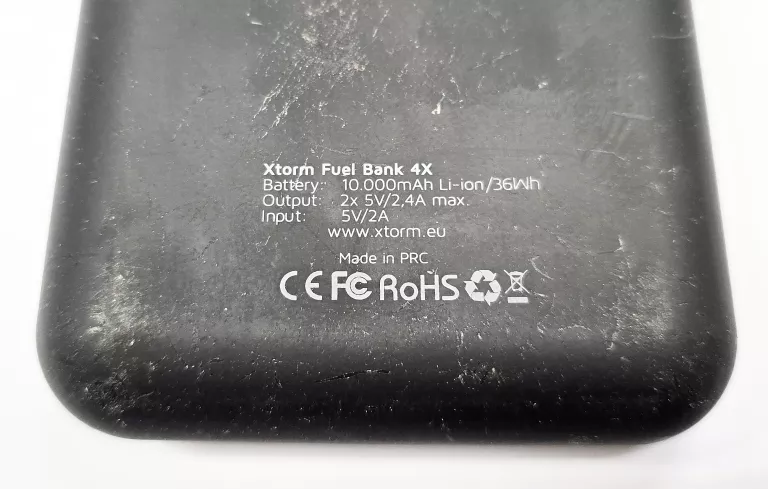 Xtorm Fuel Bank 4X
Battery: 10.000mAh Li-ion/36Wh
Output: 2x 5V/2,4A max.
Input: 5V/2A
www.xtorm.eu
Made in PRC
CE FC RoHS